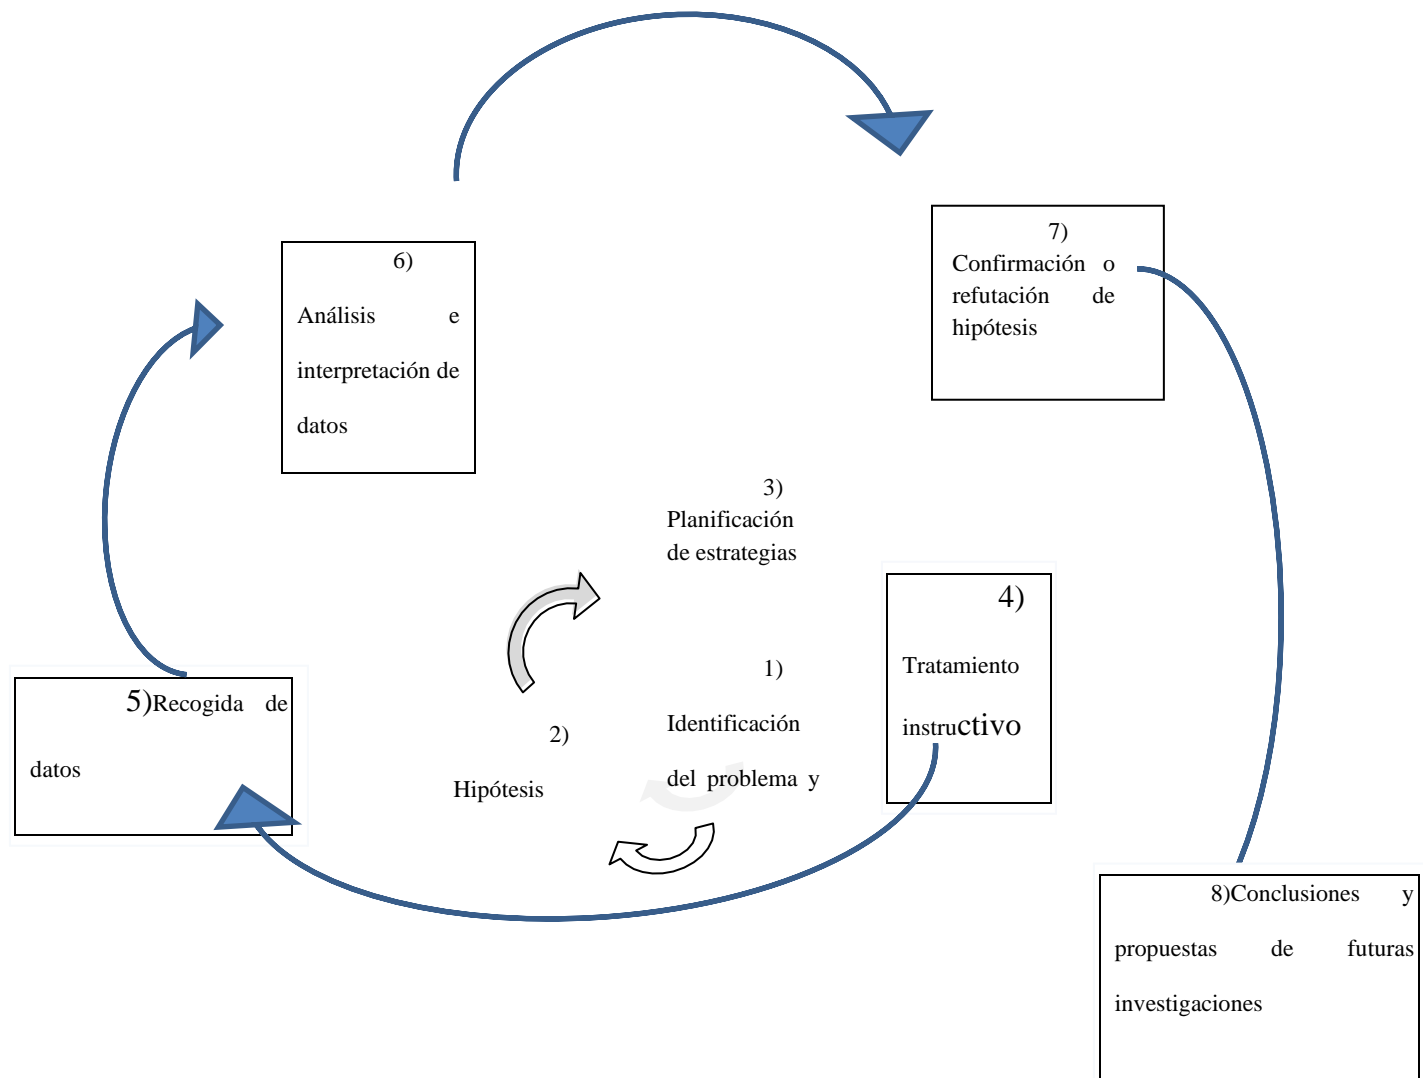 1)
Identificación
del problema y
2)
Hipótesis
3)
Planificación
de estrategias
4)
Tratamiento
instructivo
5)Recogida de
datos
6)
Análisis e
interpretación de
datos
7)
Confirmación o
refutación de
hipótesis
8)Conclusiones y
propuestas de futuras
investigaciones